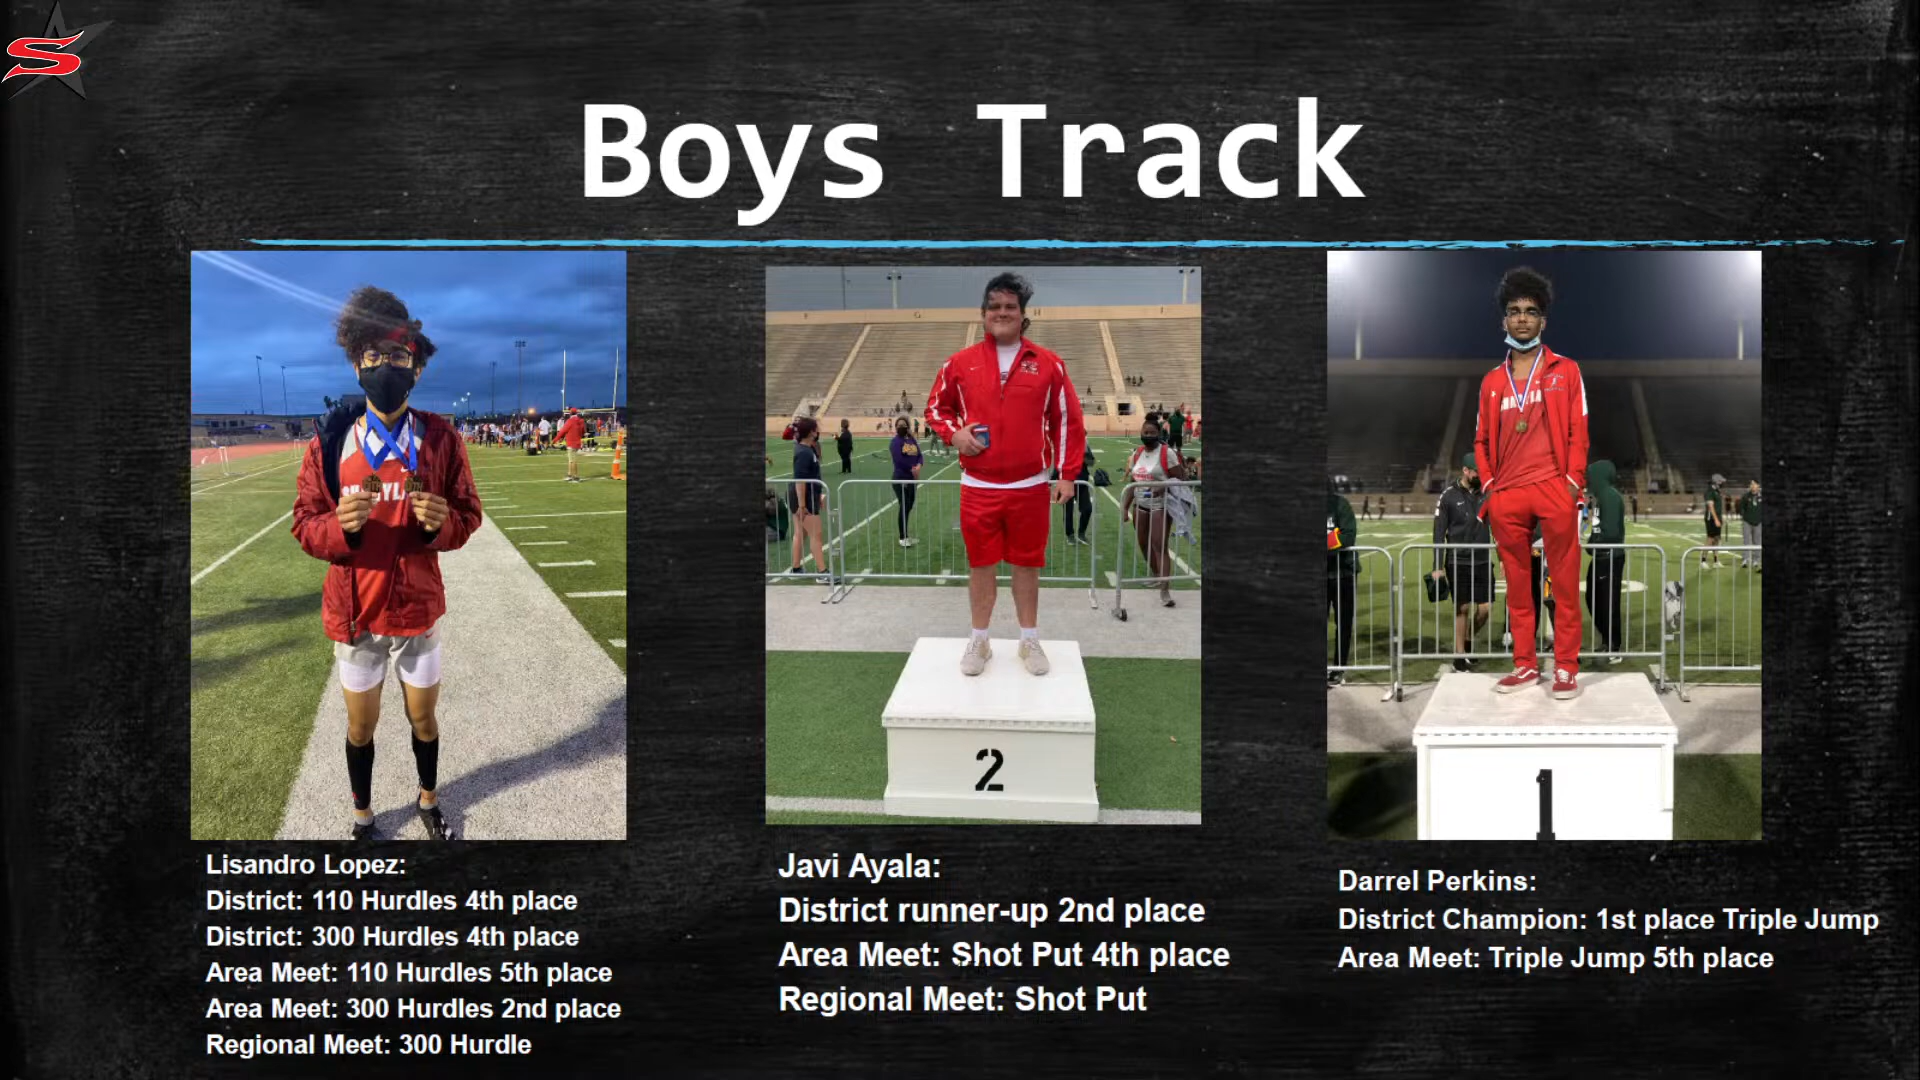 S
Boys Track
2
1
Lisandro Lopez:
District: 110 Hurdles 4th place
District: 300 Hurdles 4th place
Area Meet: 110 Hurdles 5th place
Area Meet: 300 Hurdles 2nd place
Regional Meet: 300 Hurdle
Javi Ayala:
District runner-up 2nd place
Area Meet: Shot Put 4th place
Regional Meet: Shot Put
Darrel Perkins:
District Champion: 1st place Triple Jump
Area Meet: Triple Jump 5th place